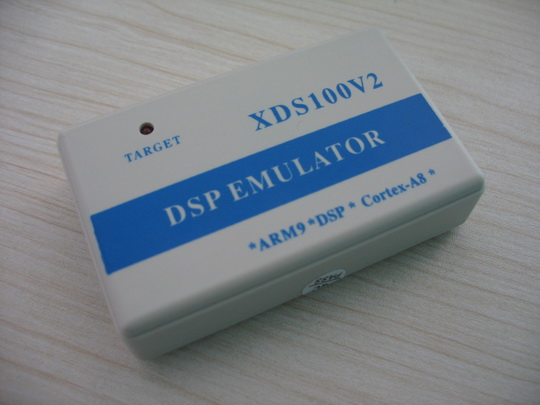 XDS100V2
TARGET
DSP EMULATOR
*ARM9 *DSP * Cortex-A8 *